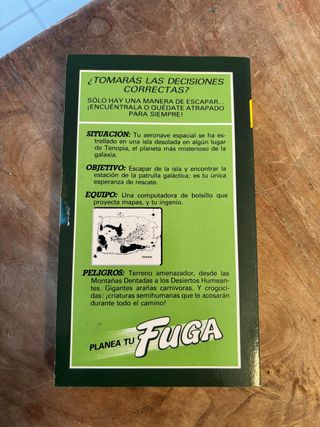 ¿TOMARÁS LAS DECISIONES
CORRECTAS?
SÓLO HAY UNA MANERA DE ESCAPAR...
¡ENCUÉNTRALA O QUÉDATE ATRAPADO
PARA SIEMPRE!
SITUACIÓN: Tu aeronave espacial se ha es-
trellado en una isla desolada en algún lugar
de Tenopia, el planeta más misterioso de la
galaxia.
OBJETIVO: Escapar de la isla y encontrar la
estación de la patrulla galáctica; es tu única
esperanza de rescate.
EQUIPO: Una computadora de bolsillo que
proyecta mapas, y tu ingenio.
PELIGROS: Terreno amenazador, desde las
Montañas Dentadas a los Desiertos Humean-
tes. Gigantes arañas carnívoras. Y crogoci-
das: ¡criaturas semihumanas que te acosarán
durante todo el camino!
PLANEA TU FUGA